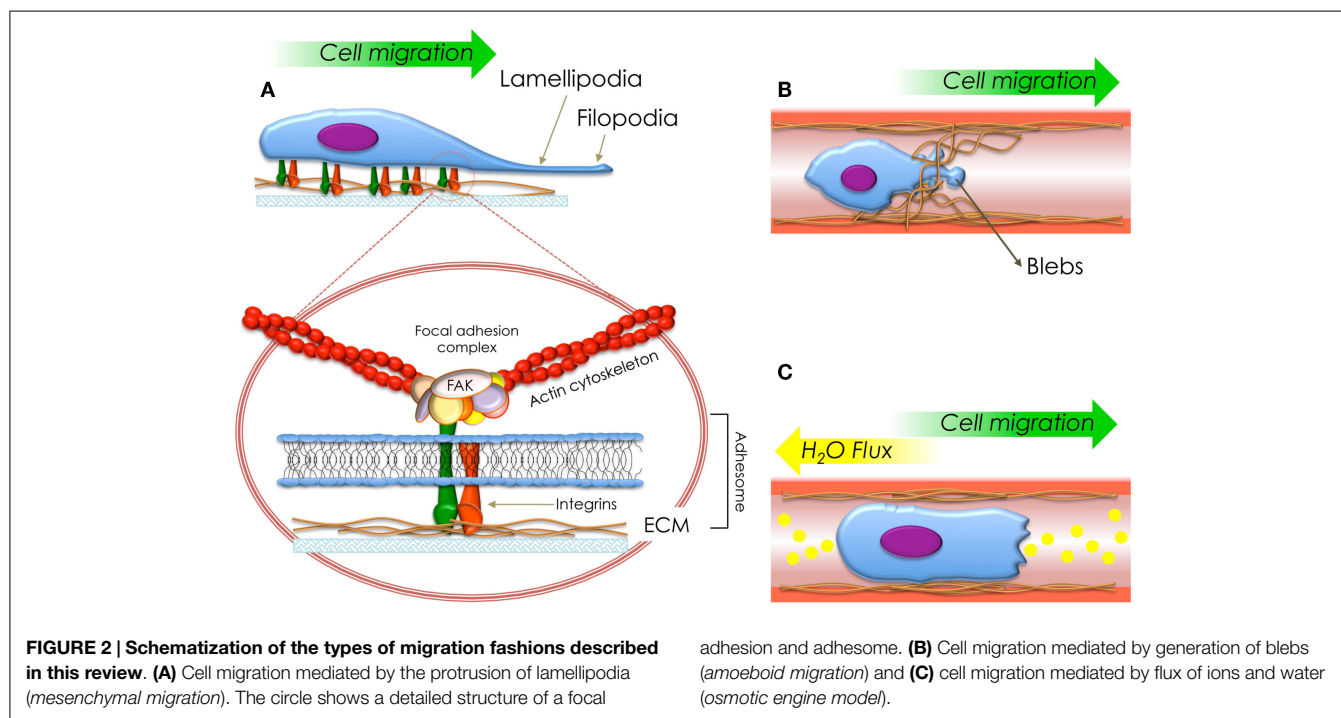 Cell migration
A
Lamellipodia
Filopodia
Focal adhesion
complex
FAK
Actin cytoskeleton
Adhesome
Integrins
ECM
B
Cell migration
Blebs
C
Cell migration
H₂O Flux
FIGURE 2 | Schematization of the types of migration fashions described
in this review. (A) Cell migration mediated by the protrusion of lamellipodia
(mesenchymal migration). The circle shows a detailed structure of a focal
adhesion and adhesome. (B) Cell migration mediated by generation of blebs
(amoeboid migration) and (C) cell migration mediated by flux of ions and water
(osmotic engine model).